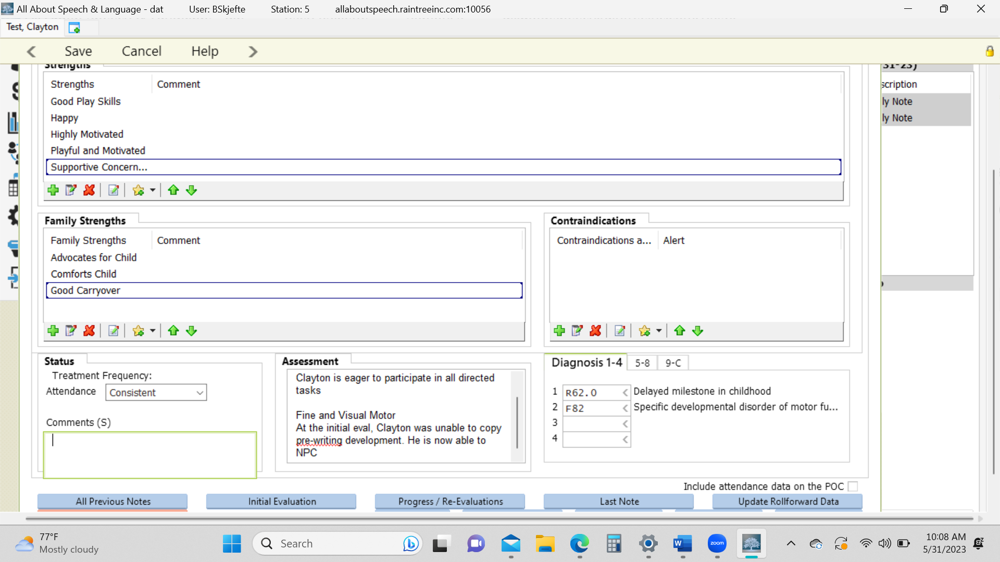 All About Speech & Language - dat User: BSkjefte Station: 5 allaboutspeech.raintreeinc.com:10056
Test, Clayton
Save Cancel Help
Strengths
31-23)
Strengths Comment
scription
Good Play Skills
ly Note
Happy
ly Note
Highly Motivated
Playful and Motivated
Supportive Concern...
Family Strengths
Contraindications
Family Strengths Comment
Contraindications a... Alert
Advocates for Child
Comforts Child
Good Carryover
Status
Treatment Frequency:
Attendance Consistent
Comments (S)
Assessment
Clayton is eager to participate in all directed
tasks
Fine and Visual Motor
At the initial eval, Clayton was unable to copy
pre-writing development. He is now able to
NPC
Diagnosis 1-4 5-8 9-C
1 R62.0 < Delayed milestone in childhood
2 F82 < Specific developmental disorder of motor fu...
3 <
4 <
Include attendance data on the POC
All Previous Notes Initial Evaluation Progress / Re-Evaluations Last Note Update Rollforward Data
77°F
Mostly cloudy
Search
zoom
10:08 AM
5/31/2023